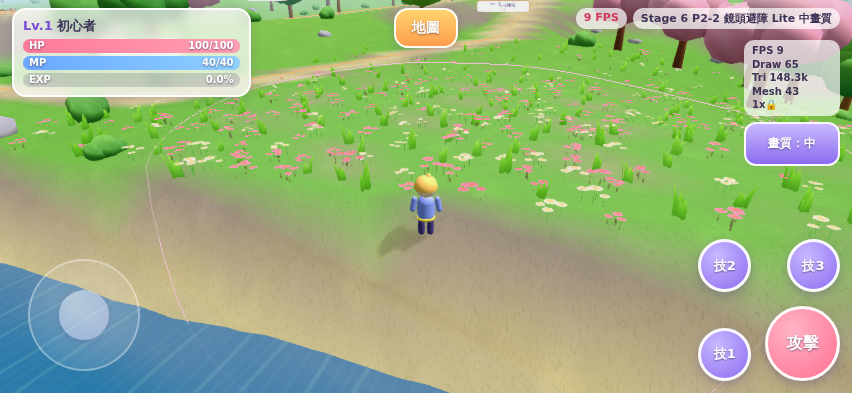 Lv.1 初心者
HP 100/100
MP 40/40
EXP 0.0%
地圖
9 FPS
Stage 6 P2-2 鏡頭避障 Lite 中畫質
FPS 9
Draw 65
Tri 148.3k
Mesh 43
1x🔒
畫質：中
技2
技3
技1
攻擊